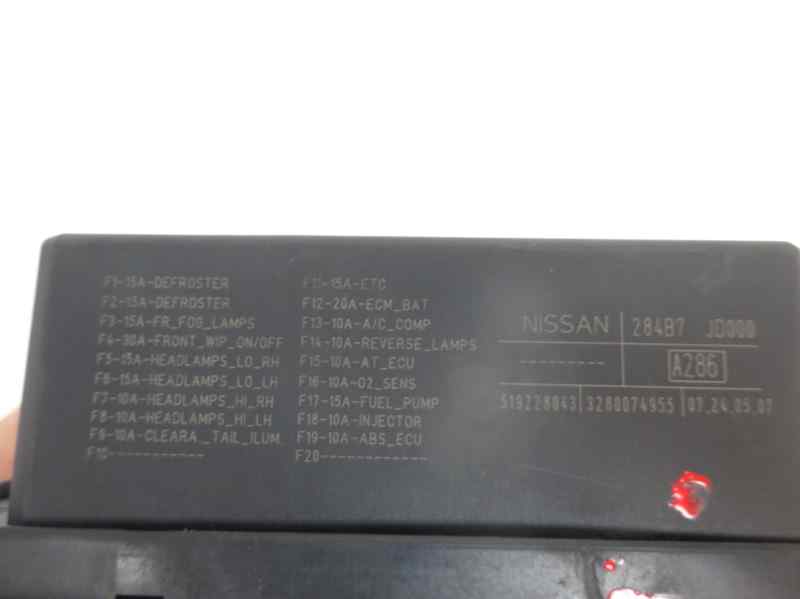 F1-15A-DEFROSTER
F2-15A-DEFROSTER
F3-15A-FR_FOG_LAMPS
F4-30A-FRONT_WIP_ON/OFF
F5-15A-HEADLAMPS_LO_RH
F6-15A-HEADLAMPS_LO_LH
F7-10A-HEADLAMPS_HI_RH
F8-10A-HEADLAMPS_HI_LH
F9-10A-CLEARA._TAIL_ILUM.
F10-----------
F11-15A-ETC
F12-20A-ECM_BAT
F13-10A-A/C_COMP
F14-10A-REVERSE_LAMPS
F15-10A-AT_ECU
F16-10A-O2_SENS
F17-15A-FUEL_PUMP
F18-10A-INJECTOR
F19-10A-ABS_ECU
F20------------
NISSAN 284B7 JD000
--------- A286
519228043 3280074955 07.24.05.07